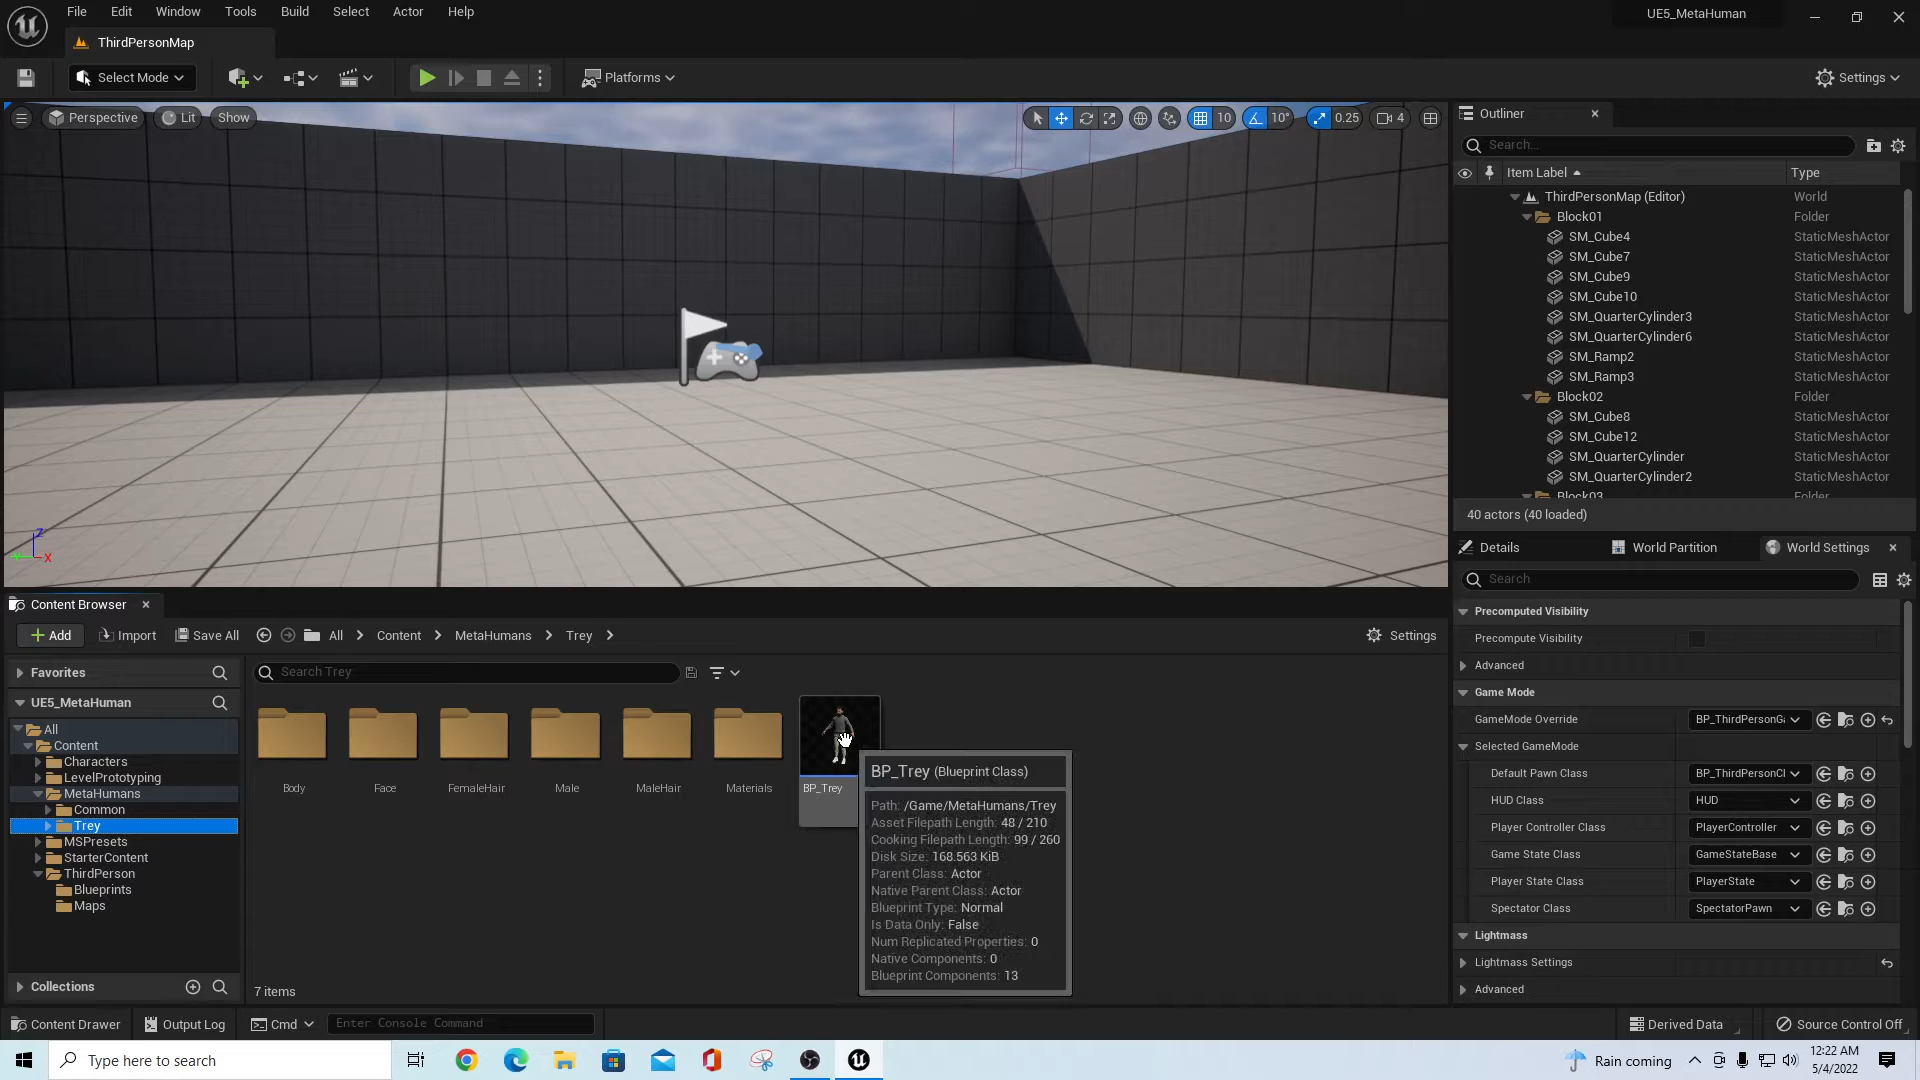 File Edit Window Tools Build Select Actor Help
UE5_MetaHuman
ThirdPersonMap
Select Mode
Platforms
Settings
Perspective Lit Show
10 10° 0.25 4
Outliner
Search...
Item Label Type
ThirdPersonMap (Editor) World
Block01 Folder
SM_Cube4 StaticMeshActor
SM_Cube7 StaticMeshActor
SM_Cube9 StaticMeshActor
SM_Cube10 StaticMeshActor
SM_QuarterCylinder3 StaticMeshActor
SM_QuarterCylinder6 StaticMeshActor
SM_Ramp2 StaticMeshActor
SM_Ramp3 StaticMeshActor
Block02 Folder
SM_Cube8 StaticMeshActor
SM_Cube12 StaticMeshActor
SM_QuarterCylinder StaticMeshActor
SM_QuarterCylinder2 StaticMeshActor
Block03 Folder
40 actors (40 loaded)
Details World Partition World Settings
Search
Precomputed Visibility
Precompute Visibility
Advanced
Game Mode
GameMode Override BP_ThirdPersonGa
Selected GameMode
Default Pawn Class BP_ThirdPersonCl
HUD Class HUD
Player Controller Class PlayerController
Game State Class GameStateBase
Player State Class PlayerState
Spectator Class SpectatorPawn
Lightmass
Lightmass Settings
Advanced
Z
X
Content Browser
Add Import Save All All Content MetaHumans Trey Settings
Favorites
Search Trey
UE5_MetaHuman
All
Content
Characters
LevelPrototyping
MetaHumans
Common
Trey
MSPresets
StarterContent
ThirdPerson
Blueprints
Maps
Collections
Body Face FemaleHair Male MaleHair Materials BP_Trey
BP_Trey (Blueprint Class)
Path: /Game/MetaHumans/Trey
Asset Filepath Length: 48 / 210
Cooking Filepath Length: 99 / 260
Disk Size: 168.563 KiB
Parent Class: Actor
Native Parent Class: Actor
Blueprint Type: Normal
Is Data Only: False
Num Replicated Properties: 0
Native Components: 0
Blueprint Components: 13
7 items
Content Drawer Output Log Cmd Enter Console Command Derived Data Source Control Off
Type here to search
Rain coming
12:22 AM
5/4/2022